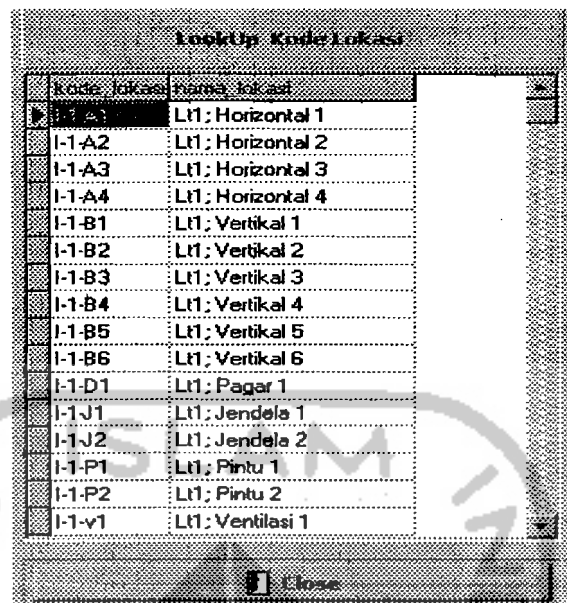 LookUp Kode Lokasi
kode_lokasi nama_lokasi
I-1-A1 Lt1; Horizontal 1
I-1-A2 Lt1; Horizontal 2
I-1-A3 Lt1; Horizontal 3
I-1-A4 Lt1; Horizontal 4
I-1-B1 Lt1; Vertikal 1
I-1-B2 Lt1; Vertikal 2
I-1-B3 Lt1; Vertikal 3
I-1-B4 Lt1; Vertikal 4
I-1-B5 Lt1; Vertikal 5
I-1-B6 Lt1; Vertikal 6
I-1-D1 Lt1; Pagar 1
I-1-J1 Lt1; Jendela 1
I-1-J2 Lt1; Jendela 2
I-1-P1 Lt1; Pintu 1
I-1-P2 Lt1; Pintu 2
I-1-v1 Lt1; Ventilasi 1
ISLAM
Close